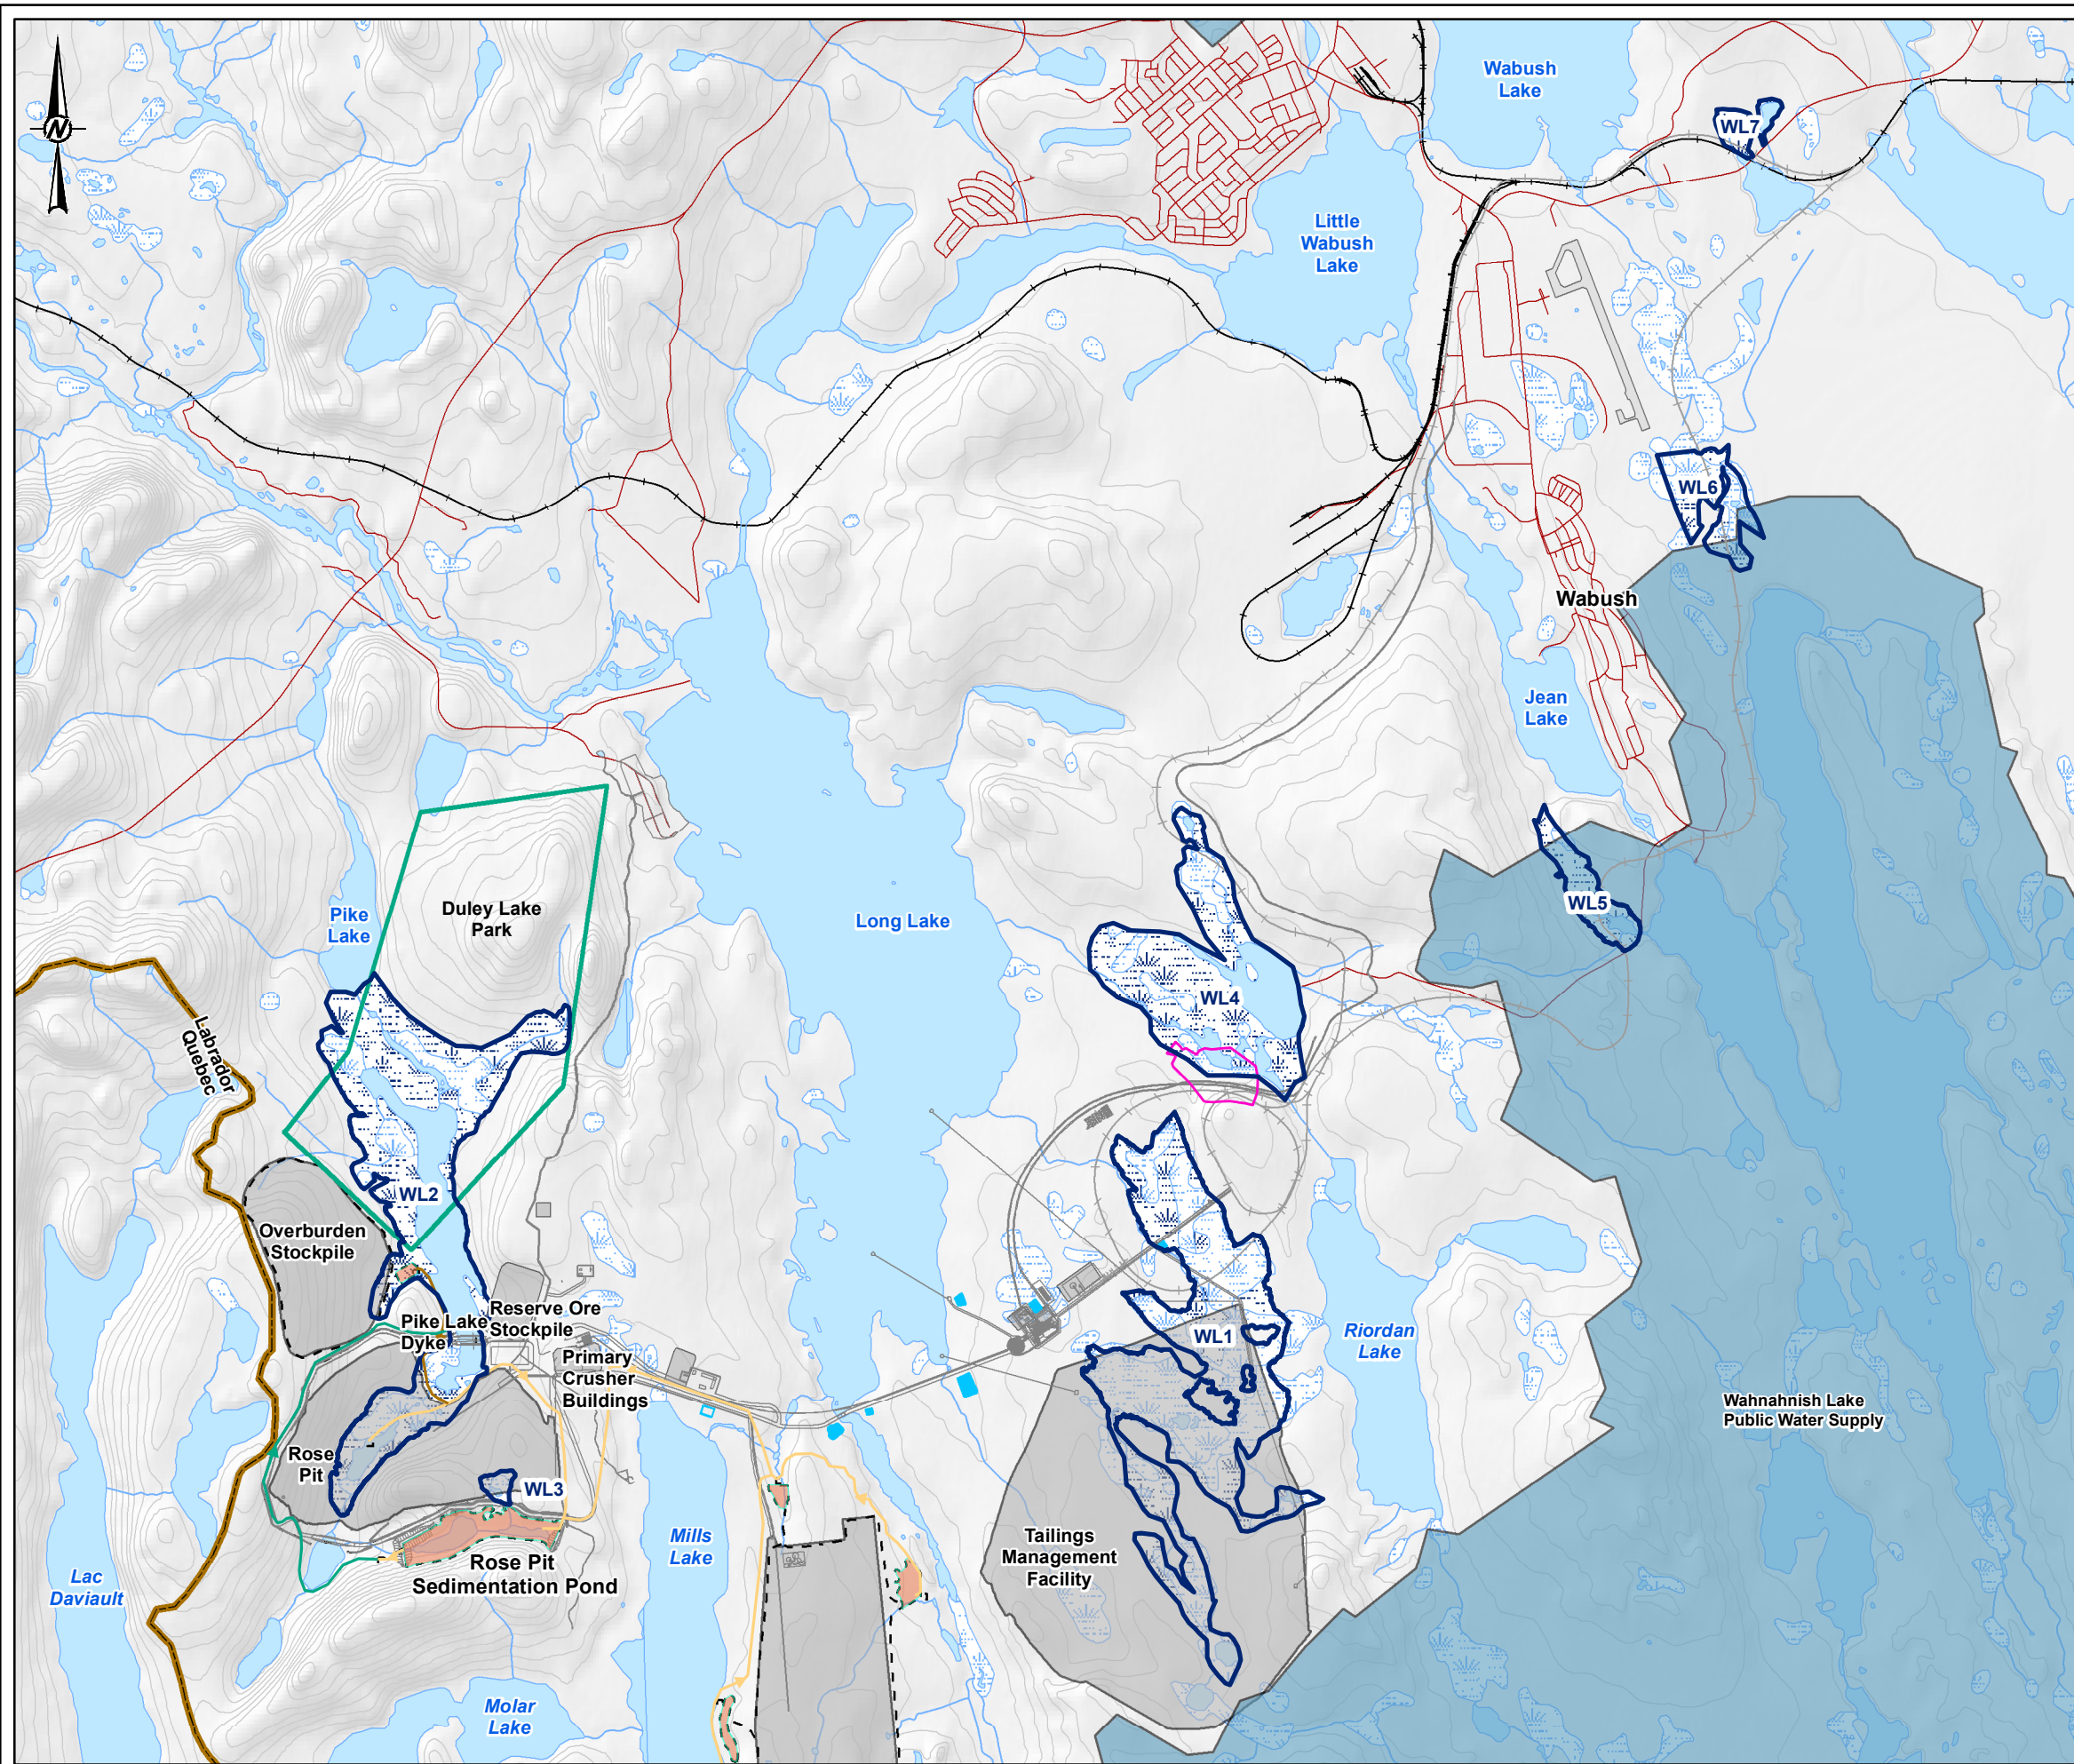 N
Wabush
Lake
WL7
Little
Wabush
Lake
WL6
Wabush
Jean
Lake
Pike
Lake
Duley Lake
Park
Long Lake
WL5
WL4
Labrador
Quebec
WL2
Overburden
Stockpile
Pike Lake
Dyke
Reserve Ore
Stockpile
Primary
Crusher
Buildings
WL1
Riordan
Lake
Wahnahnish Lake
Public Water Supply
Rose
Pit
WL3
Rose Pit
Sedimentation Pond
Mills
Lake
Tailings
Management
Facility
Lac
Daviault
Molar
Lake